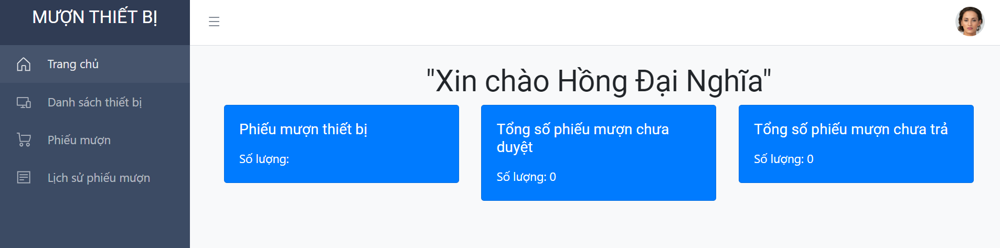 MƯỢN THIẾT BỊ
Trang chủ
Danh sách thiết bị
Phiếu mượn
Lịch sử phiếu mượn
"Xin chào Hồng Đại Nghĩa"
Phiếu mượn thiết bị
Số lượng:
Tổng số phiếu mượn chưa
duyệt
Số lượng: 0
Tổng số phiếu mượn chưa trả
Số lượng: 0